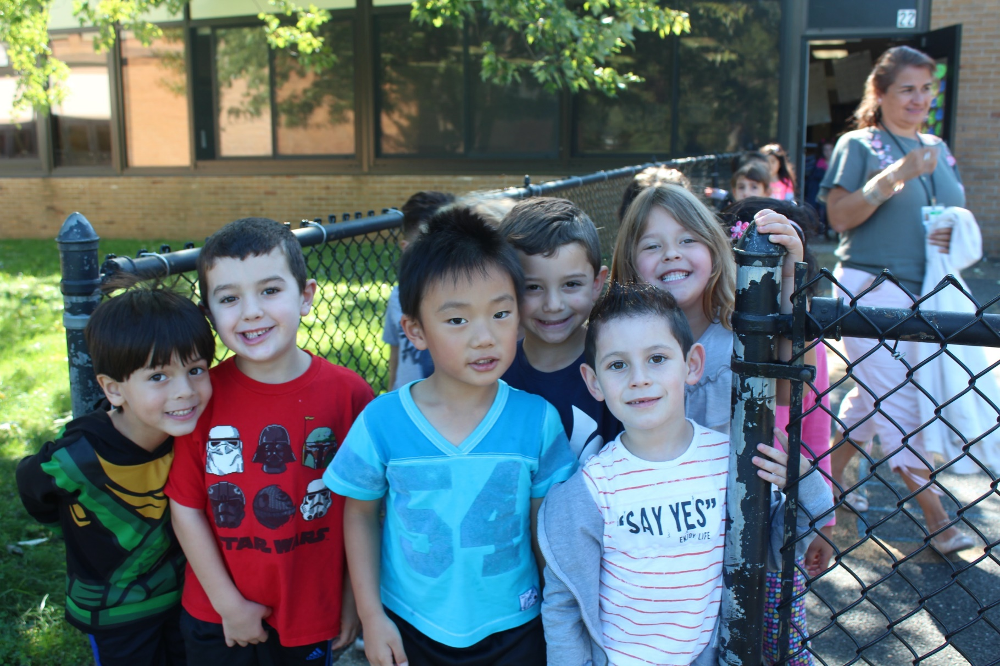 22
STAR WARS
54
"SAY YES"
ENJOY LIFE